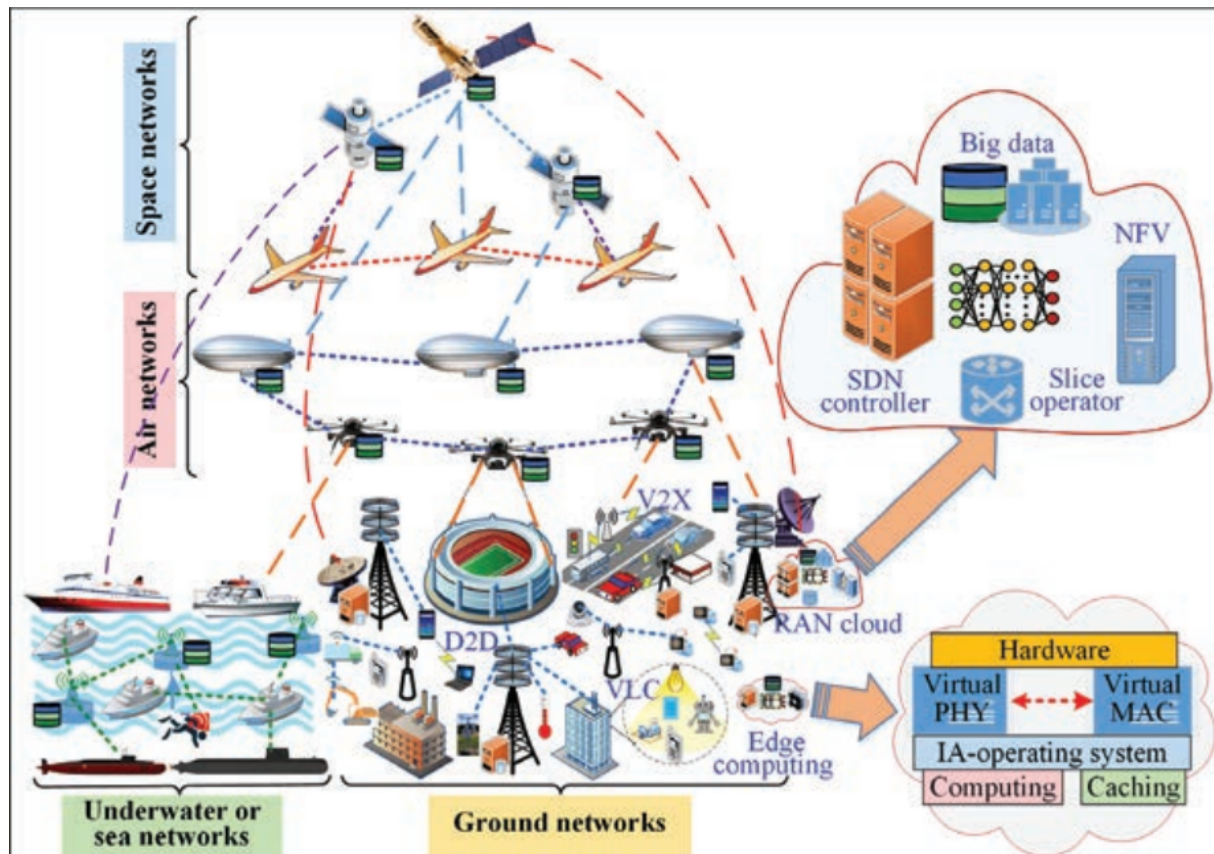 Space networks
Air networks
Big data
NFV
SDN
controller
Slice
operator
V2X
RAN cloud
D2D
VLC
Edge
computing
Hardware
Virtual
PHY
Virtual
MAC
IA-operating system
Computing
Caching
Underwater or
sea networks
Ground networks